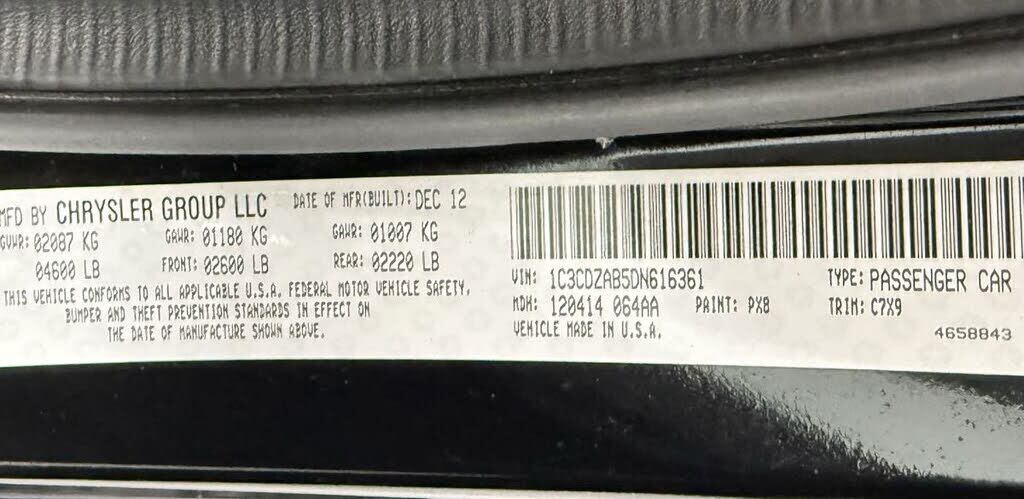 MFD BY CHRYSLER GROUP LLC DATE OF MFR(BUILT): DEC 12
GVWR: 02087 KG GAWR: 01180 KG GAWR: 01007 KG
04600 LB FRONT: 02600 LB REAR: 02220 LB
THIS VEHICLE CONFORMS TO ALL APPLICABLE U.S.A. FEDERAL MOTOR VEHICLE SAFETY,
BUMPER AND THEFT PREVENTION STANDARDS IN EFFECT ON
THE DATE OF MANUFACTURE SHOWN ABOVE.
VIN: 1C3CDZAB5DN616361 TYPE: PASSENGER CAR
MDH: 120414 064AA PAINT: PX8 TRIM: C7X9
VEHICLE MADE IN U.S.A. 4658843